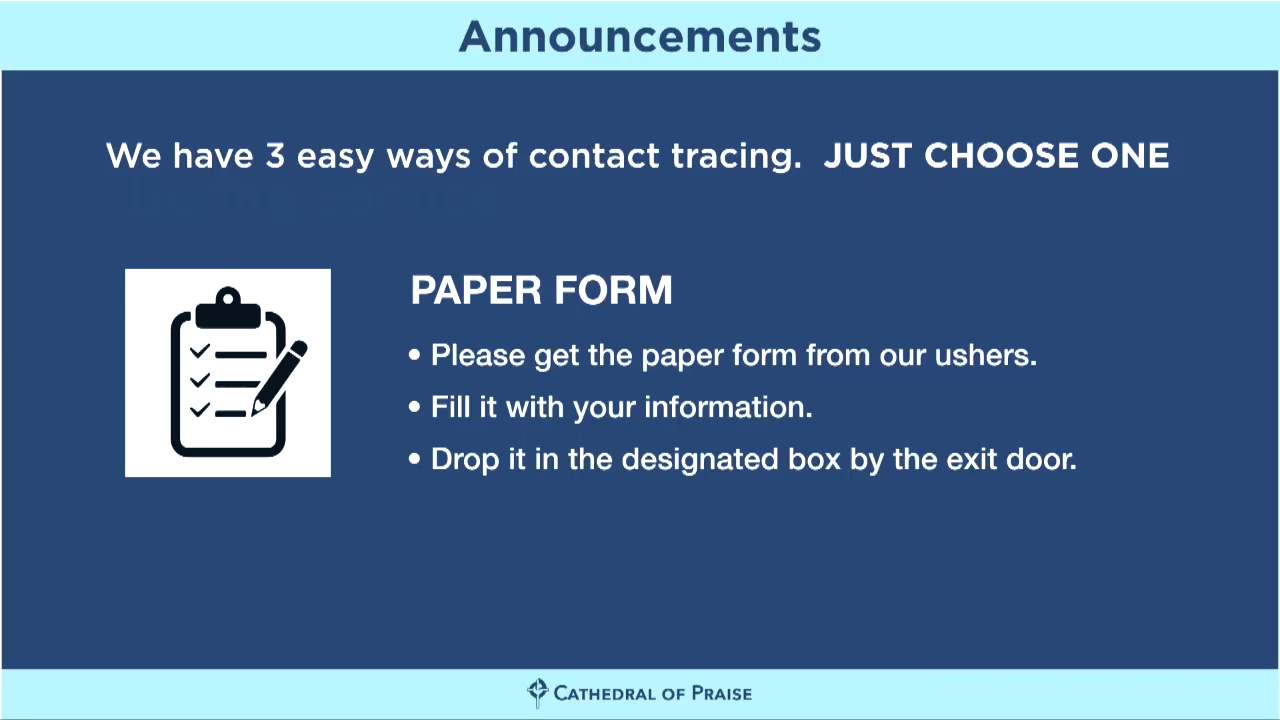 Announcements
We have 3 easy ways of contact tracing. JUST CHOOSE ONE
PAPER FORM
• Please get the paper form from our ushers.
• Fill it with your information.
• Drop it in the designated box by the exit door.
CATHEDRAL OF PRAISE